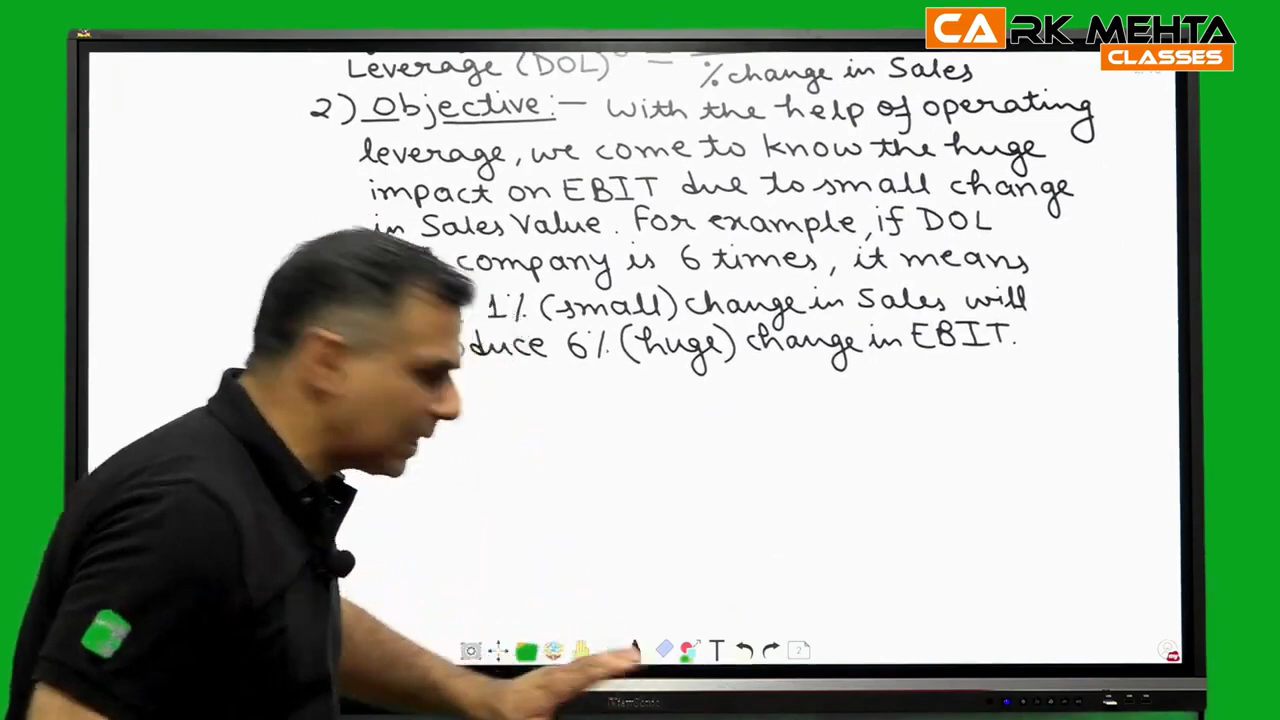 CA RK MEHTA
CLASSES
Leverage (DOL) = 
% change in Sales
2) Objective:- With the help of operating
leverage, we come to know the huge
impact on EBIT due to small change
in Sales Value. For example, if DOL
company is 6 times, it means
1% (small) change in Sales will
duce 6% (huge) change in EBIT.
T
2